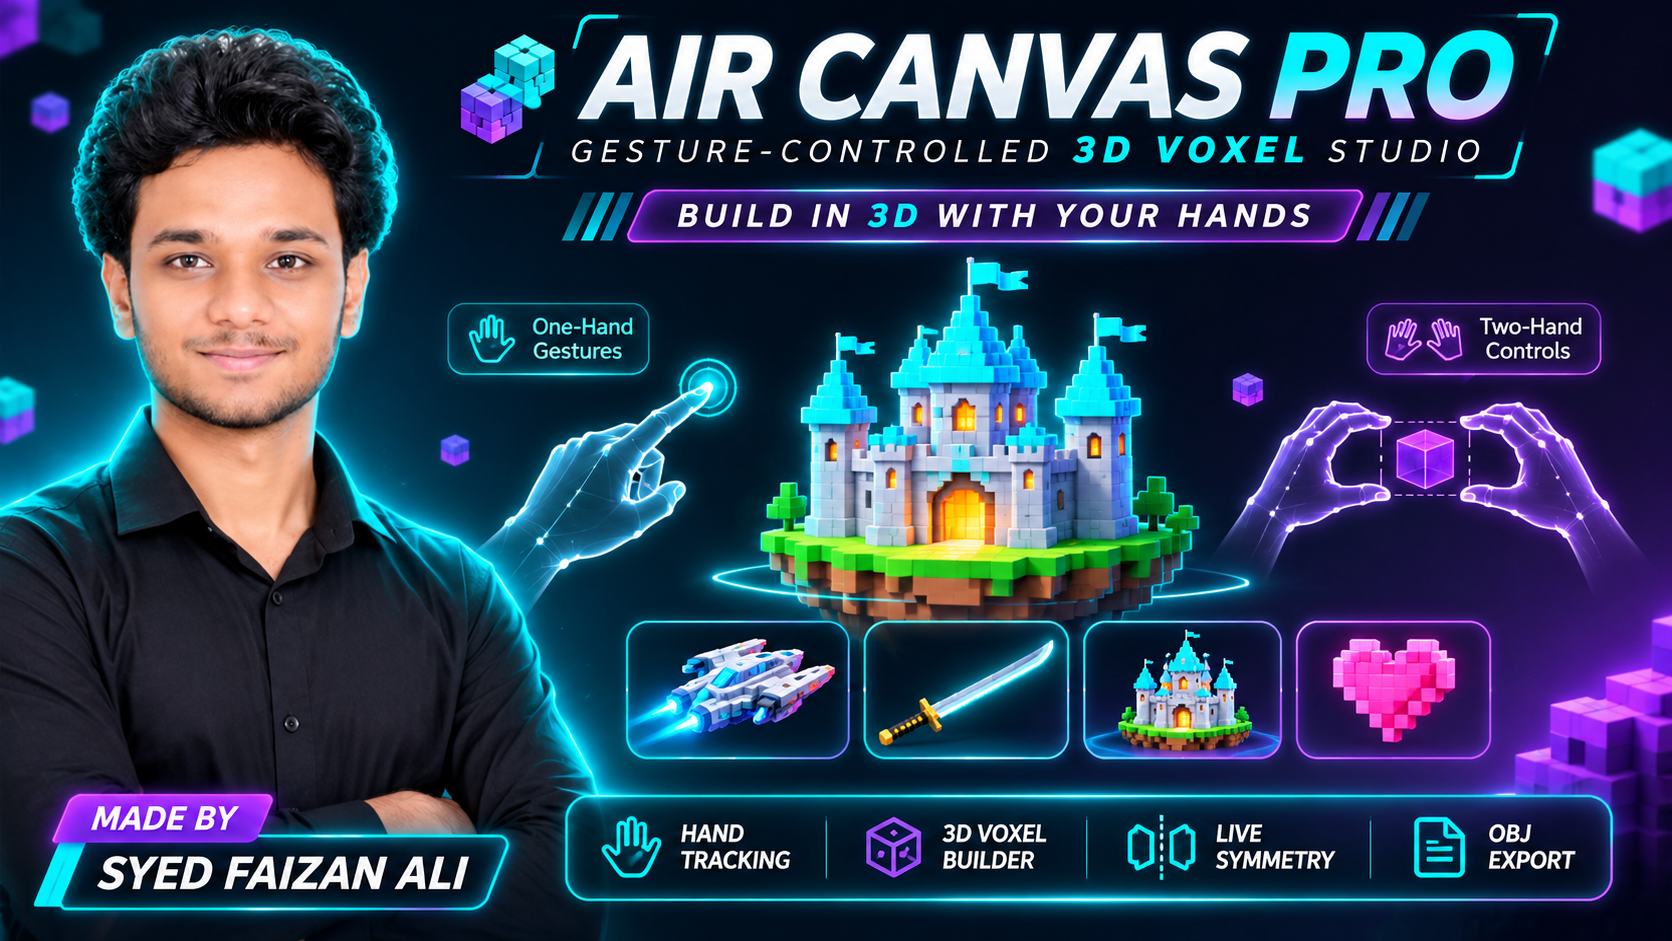 AIR CANVAS PRO
GESTURE-CONTROLLED 3D VOXEL STUDIO
BUILD IN 3D WITH YOUR HANDS
One-Hand
Gestures
Two-Hand
Controls
MADE BY
SYED FAIZAN ALI
HAND
TRACKING
3D VOXEL
BUILDER
LIVE
SYMMETRY
OBJ
EXPORT